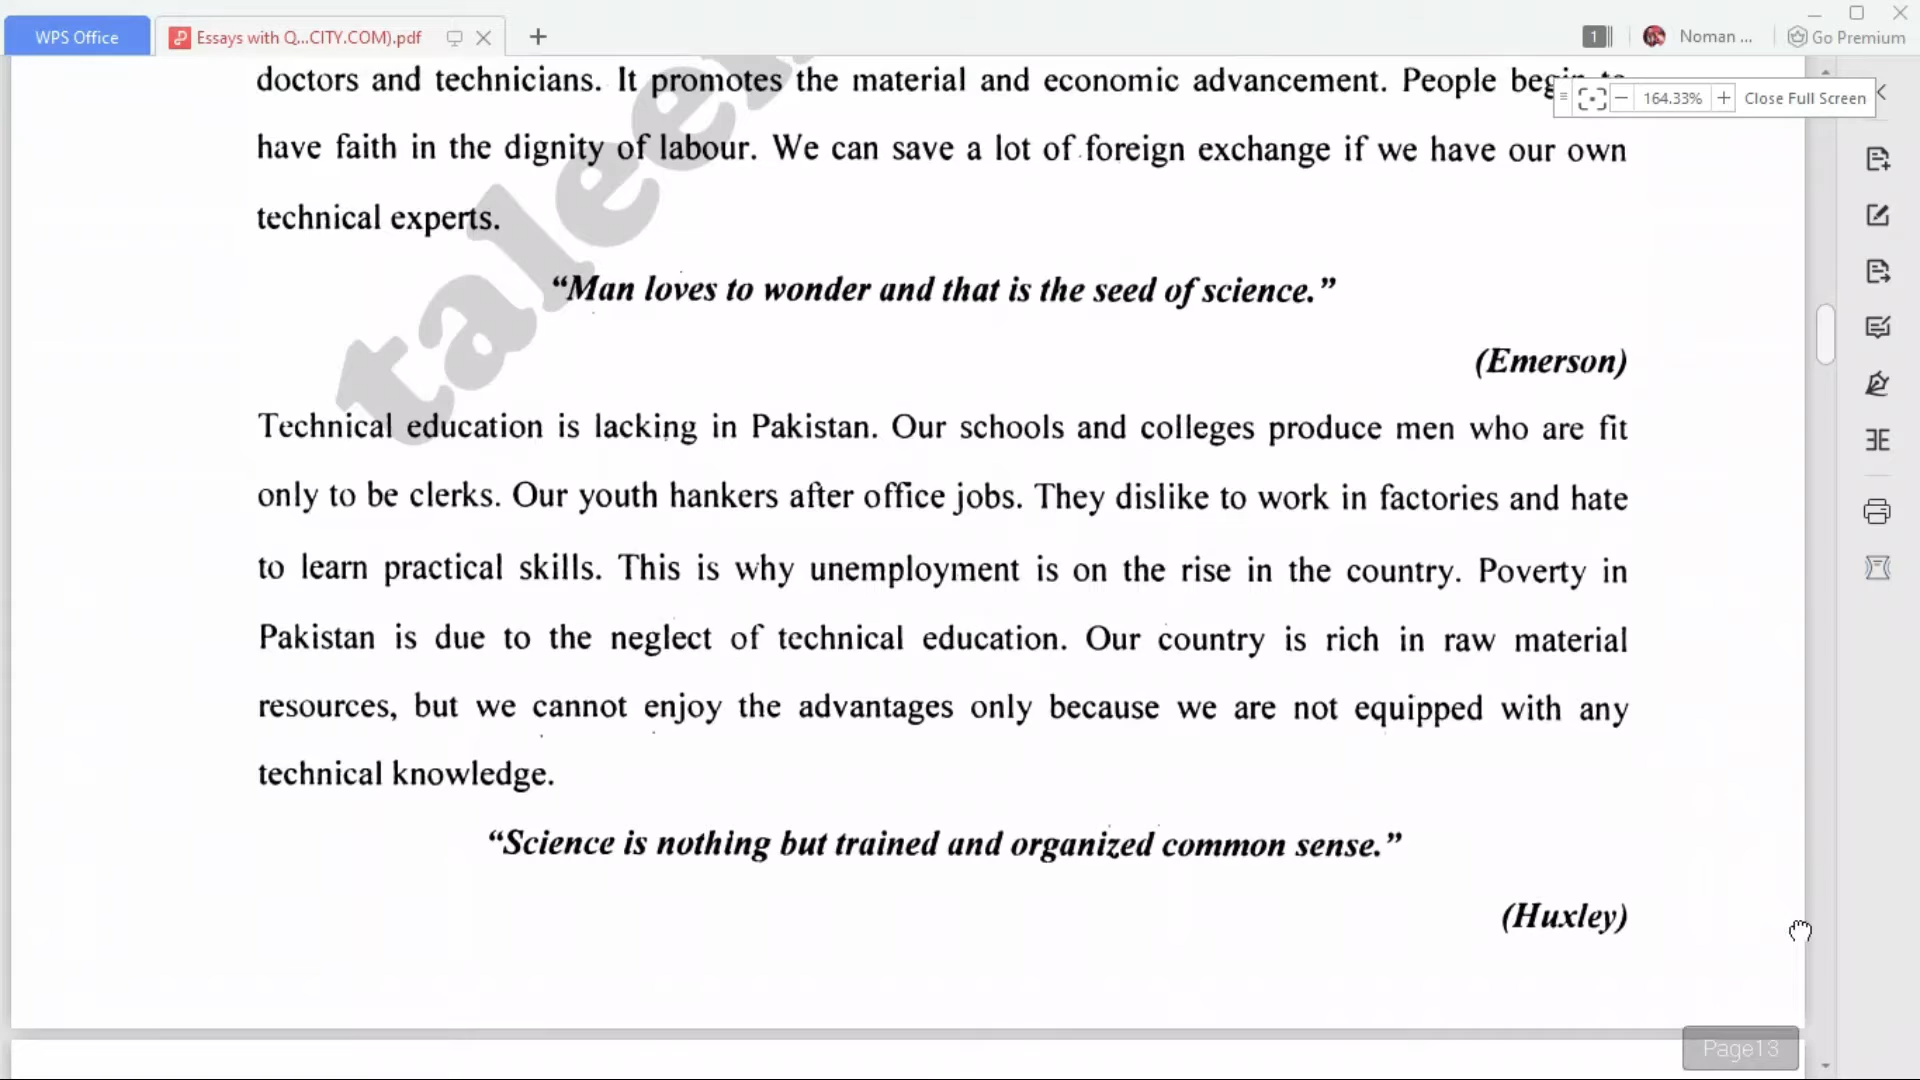 WPS Office
Essays with Q...CITY.COM).pdf
1
Noman ...
Go Premium
164.33%
Close Full Screen
doctors and technicians. It promotes the material and economic advancement. People begin to
have faith in the dignity of labour. We can save a lot of foreign exchange if we have our own
technical experts.
“Man loves to wonder and that is the seed of science.”
(Emerson)
Technical education is lacking in Pakistan. Our schools and colleges produce men who are fit
only to be clerks. Our youth hankers after office jobs. They dislike to work in factories and hate
to learn practical skills. This is why unemployment is on the rise in the country. Poverty in
Pakistan is due to the neglect of technical education. Our country is rich in raw material
resources, but we cannot enjoy the advantages only because we are not equipped with any
technical knowledge.
“Science is nothing but trained and organized common sense.”
(Huxley)
Page13